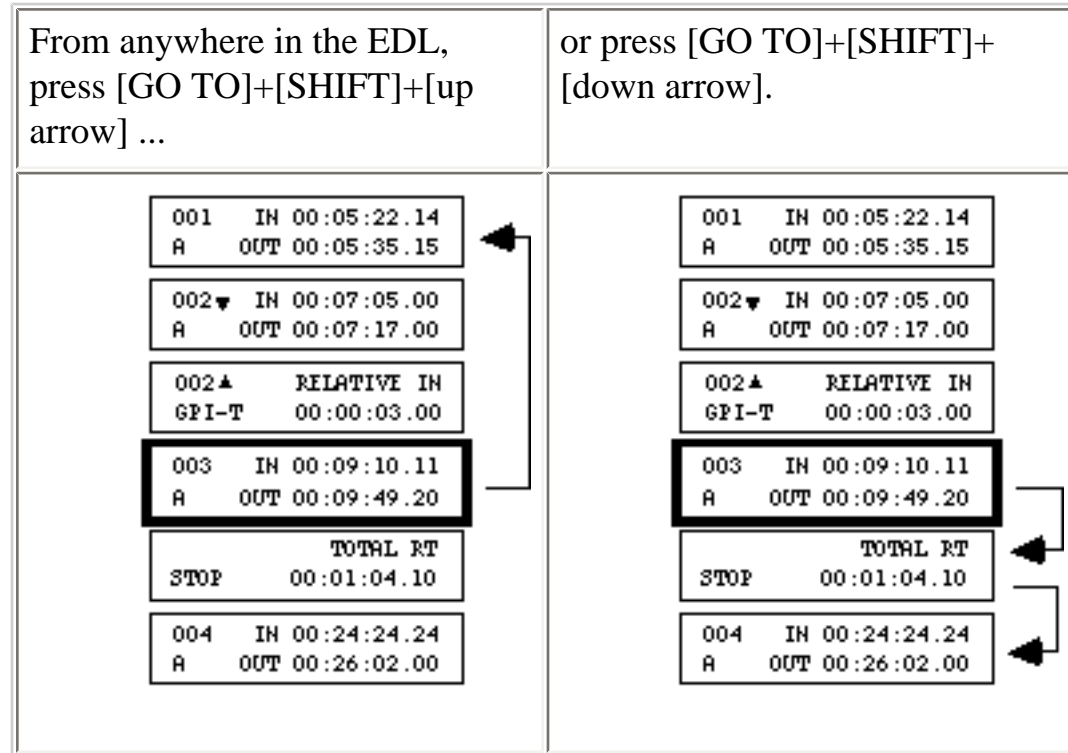 From anywhere in the EDL,
press [GO TO]+[SHIFT]+[up
arrow] ...
or press [GO TO]+[SHIFT]+
[down arrow].
001 IN 00:05:22.14
A OUT 00:05:35.15
002▼ IN 00:07:05.00
A OUT 00:07:17.00
002▲ RELATIVE IN
GPI-T 00:00:03.00
003 IN 00:09:10.11
A OUT 00:09:49.20
TOTAL RT
STOP 00:01:04.10
004 IN 00:24:24.24
A OUT 00:26:02.00
001 IN 00:05:22.14
A OUT 00:05:35.15
002▼ IN 00:07:05.00
A OUT 00:07:17.00
002▲ RELATIVE IN
GPI-T 00:00:03.00
003 IN 00:09:10.11
A OUT 00:09:49.20
TOTAL RT
STOP 00:01:04.10
004 IN 00:24:24.24
A OUT 00:26:02.00